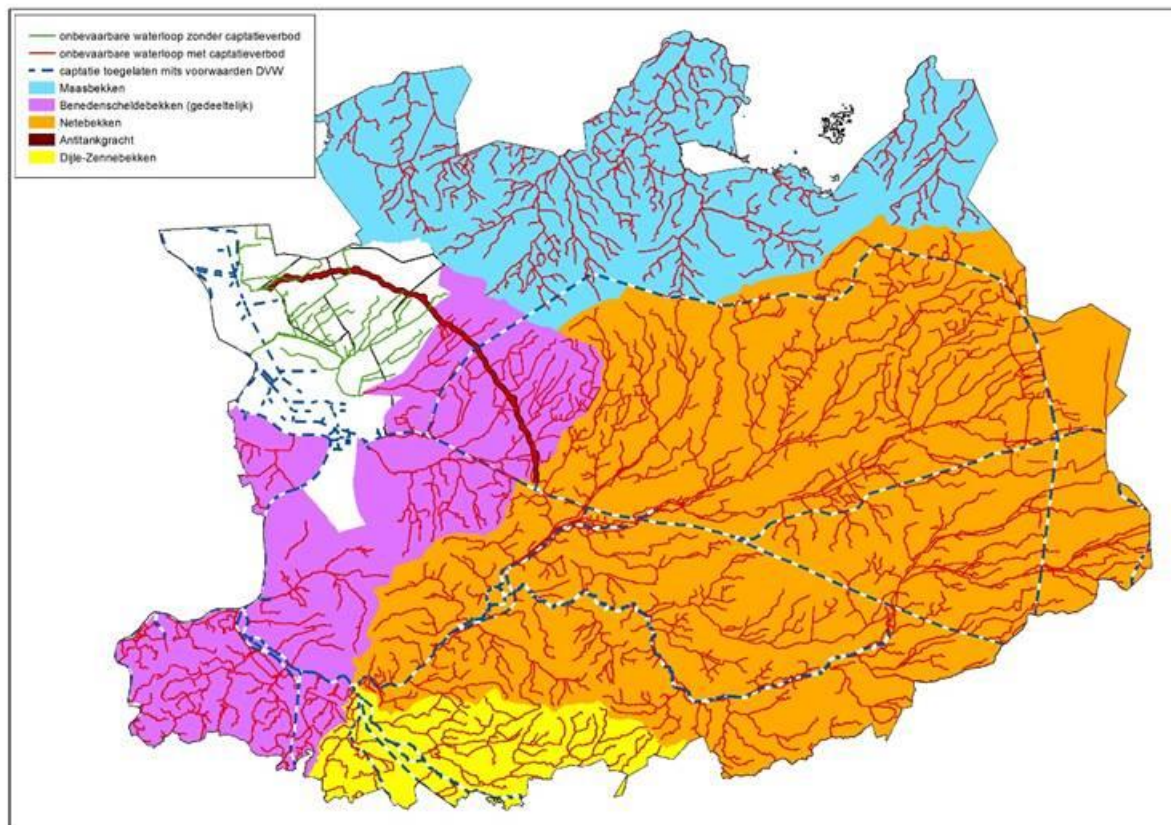 onbevaarbare waterloop zonder captatieverbod
onbevaarbare waterloop met captatieverbod
captatie toegelaten mits voorwaarden DVW
Maasbekken
Benedenscheldebekken (gedeeltelijk)
Netebekken
Antitankgracht
Dijle-Zennebekken